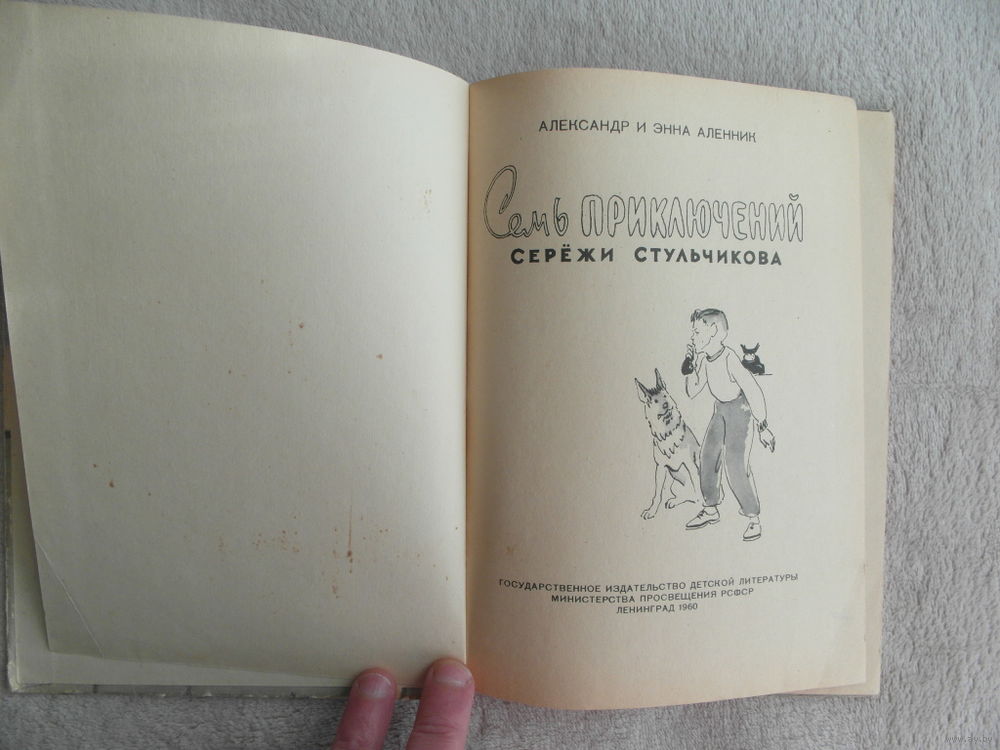 АЛЕКСАНДР И ЭННА АЛЕННИК
Семь ПРИКЛЮЧЕНИЙ
СЕРЁЖИ СТУЛЬЧИКОВА
ГОСУДАРСТВЕННОЕ ИЗДАТЕЛЬСТВО ДЕТСКОЙ ЛИТЕРАТУРЫ
МИНИСТЕРСТВА ПРОСВЕЩЕНИЯ РСФСР
ЛЕНИНГРАД 1960